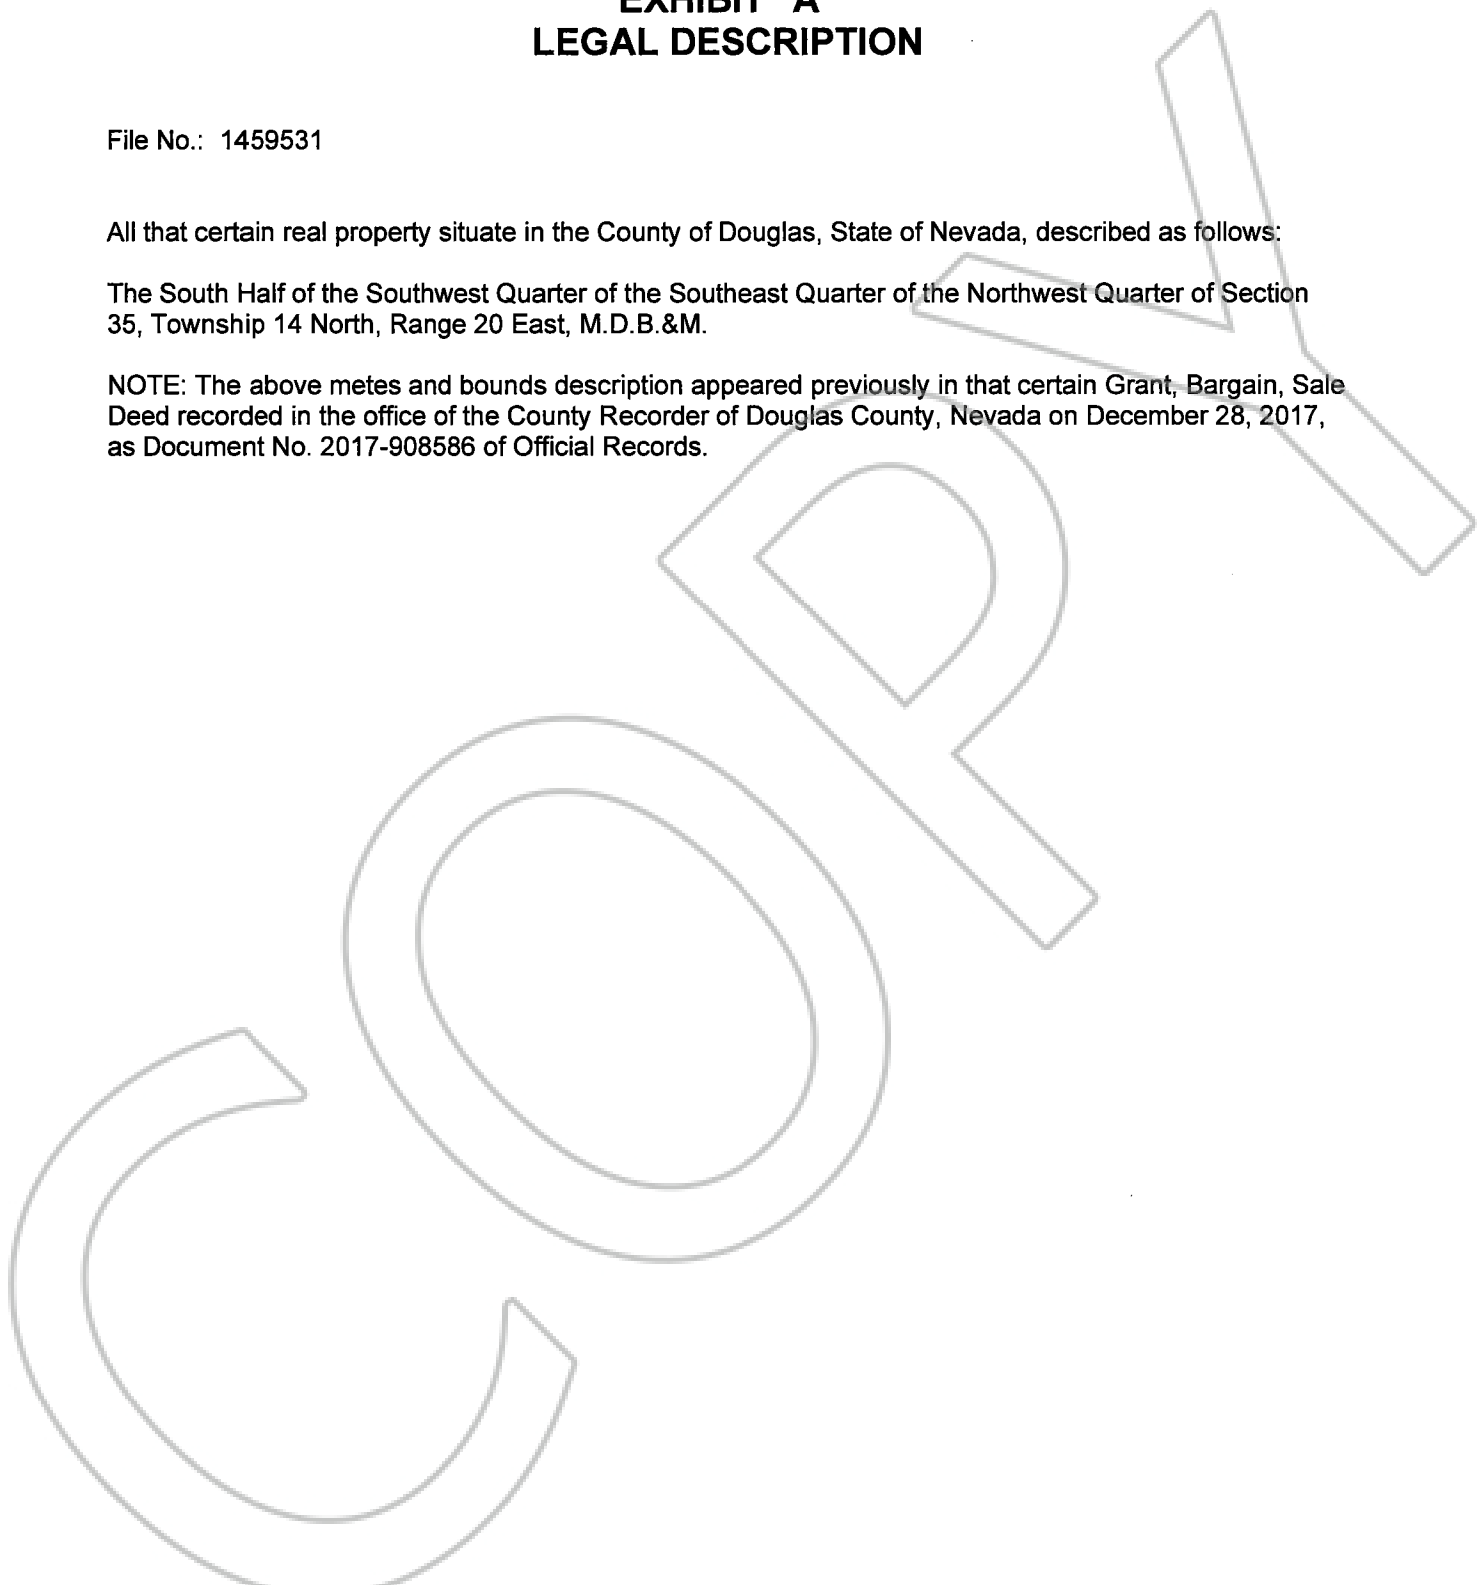 EXHIBIT "A"
LEGAL DESCRIPTION
File No.: 1459531
All that certain real property situate in the County of Douglas, State of Nevada, described as follows:
The South Half of the Southwest Quarter of the Southeast Quarter of the Northwest Quarter of Section
35, Township 14 North, Range 20 East, M.D.B.&M.
NOTE: The above metes and bounds description appeared previously in that certain Grant, Bargain, Sale
Deed recorded in the office of the County Recorder of Douglas County, Nevada on December 28, 2017,
as Document No. 2017-908586 of Official Records.
COPY